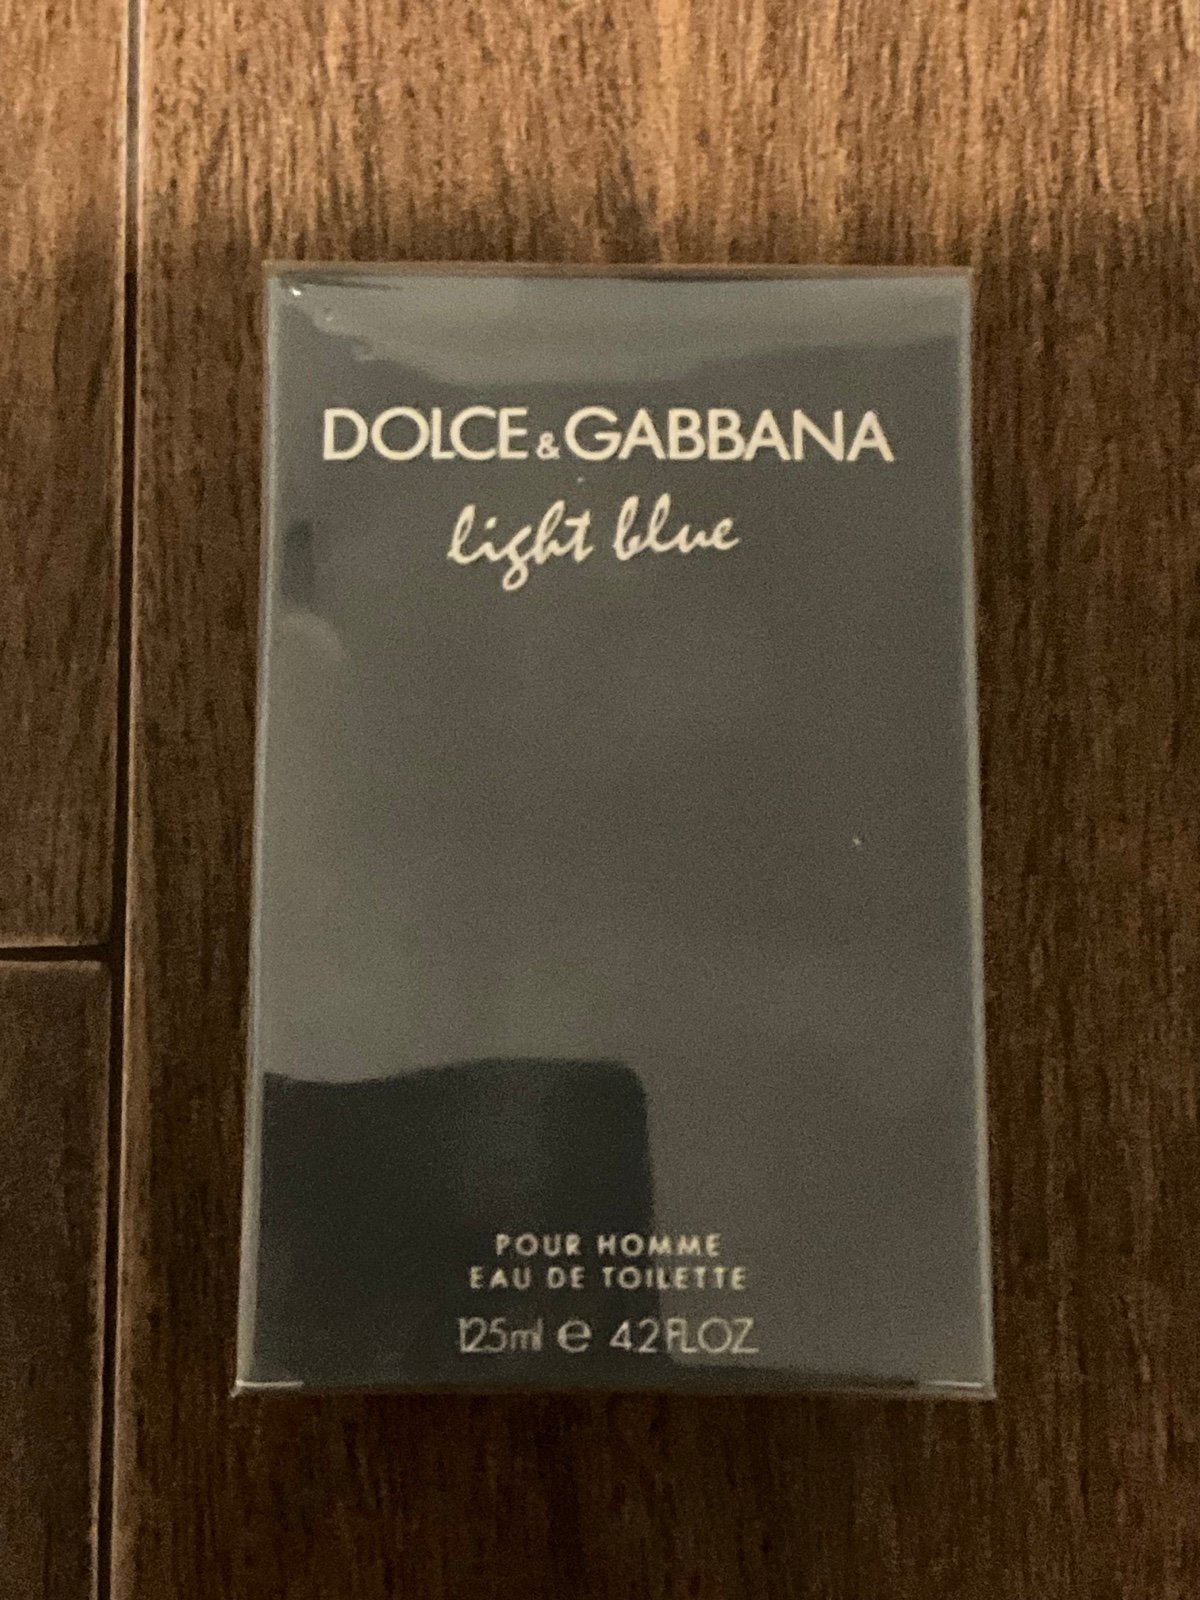 DOLCE & GABBANA
light blue
POUR HOMME
EAU DE TOILETTE
125ml e 4.2 FL.OZ